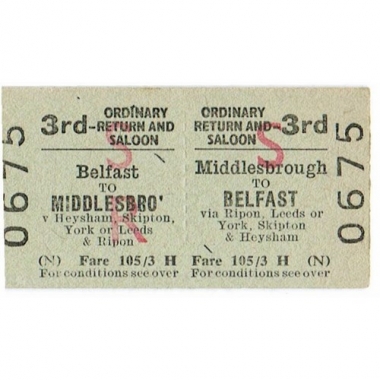 0675
ORDINARY
3rd-RETURN AND
SALOON
S
Belfast
TO
MIDDLESBRO'
v Heysham, Skipton,
York or Leeds
& Ripon
R
(N) Fare 105/3 H
For conditions see over
ORDINARY
RETURN AND-3rd
SALOON
S
Middlesbrough
TO
BELFAST
via Ripon, Leeds or
York, Skipton
& Heysham
Fare 105/3 H (N)
For conditions see over
0675